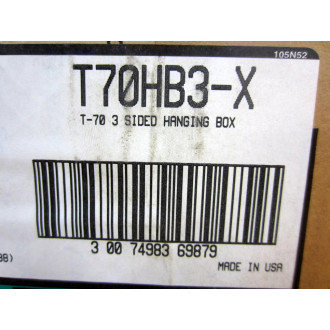 105N52
T70HB3-X
T-70 3 SIDED HANGING BOX
3 00 74983 69879
MADE IN USA